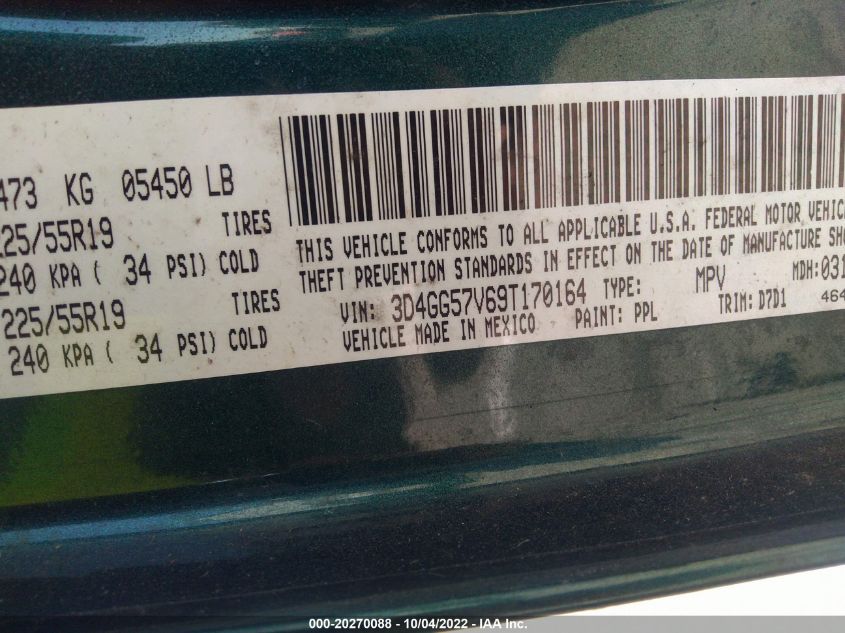 473 KG 05450 LB
225/55R19 TIRES
240 KPA ( 34 PSI) COLD
225/55R19 TIRES
240 KPA ( 34 PSI) COLD
THIS VEHICLE CONFORMS TO ALL APPLICABLE U.S.A. FEDERAL MOTOR VEHIC
THEFT PREVENTION STANDARDS IN EFFECT ON THE DATE OF MANUFACTURE SHO
VIN: 3D4GG57V69T170164 TYPE: MPV MDH:031
VEHICLE MADE IN MEXICO PAINT: PPL TRIM: D7D1 464
000-20270088 - 10/04/2022 - IAA Inc.